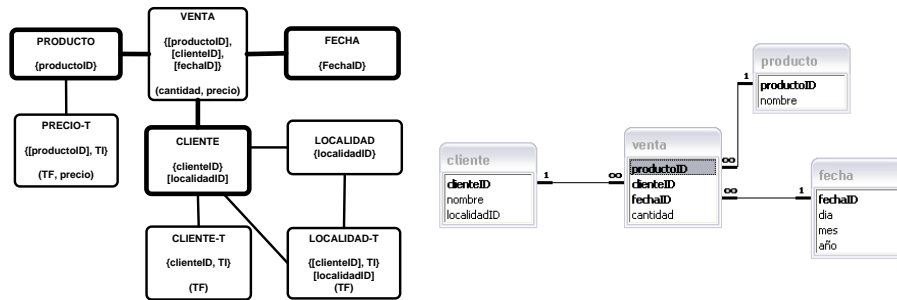 VENTA
{[productoID],
[clienteID],
[fechaID]}
(cantidad, precio)
PRODUCTO
{productoID}
FECHA
{FechaID}
PRECIO-T
{[productoID], TI}
(TF, precio)
CLIENTE
{clienteID}
[localidadID]
LOCALIDAD
{localidadID}
CLIENTE-T
{clienteID, TI}
(TF)
LOCALIDAD-T
{[clienteID], TI}
[localidadID]
(TF)
cliente
clienteID
nombre
localidadID
1
∞
venta
productoID
clienteID
fechaID
cantidad
∞
1
producto
productoID
nombre
∞
1
fecha
fechaID
dia
mes
año